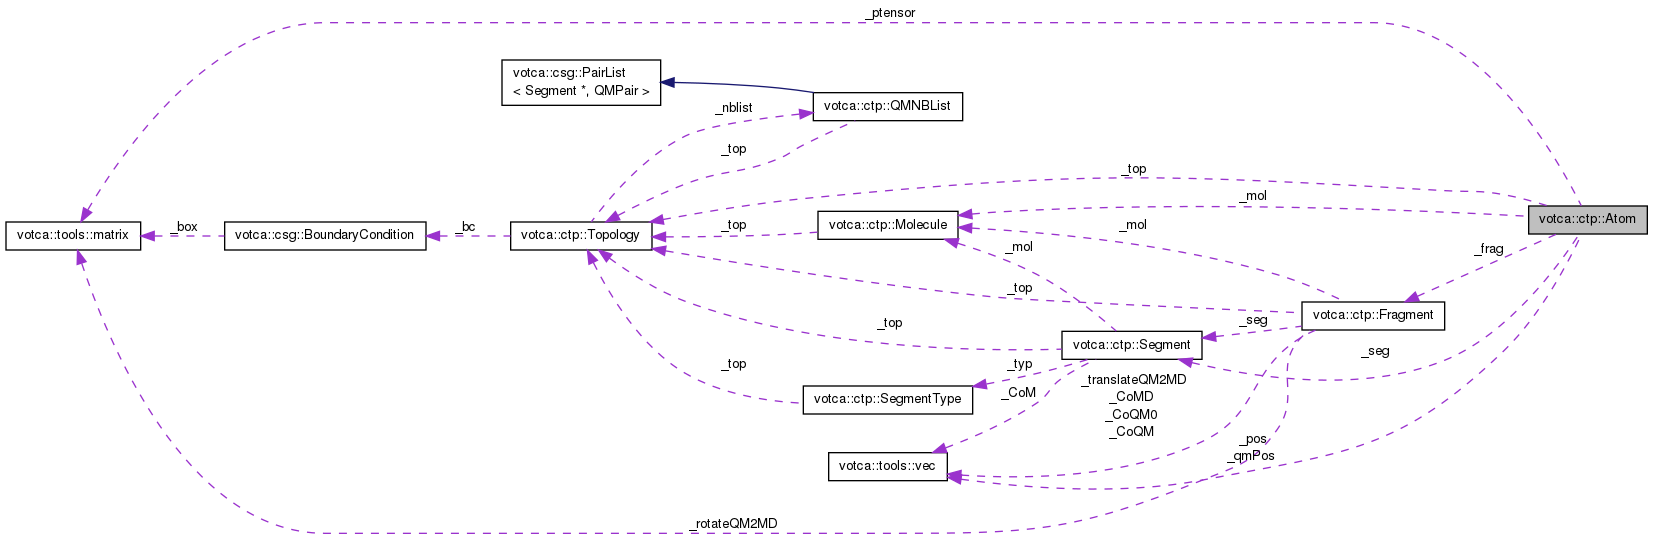 _ptensor
votca::csg::PairList
< Segment *, QMPair >
votca::ctp::QMNBList
_nblist
_top
_top
_mol
votca::ctp::Atom
votca::tools::matrix
_box
votca::csg::BoundaryCondition
_bc
votca::ctp::Topology
_top
votca::ctp::Molecule
_mol
_mol
_frag
_top
votca::ctp::Fragment
_top
_seg
votca::ctp::Segment
_seg
_top
_typ
votca::ctp::SegmentType
_CoM
_translateQM2MD
_CoMD
_CoQM0
_CoQM
_pos
_qmPos
votca::tools::vec
_rotateQM2MD